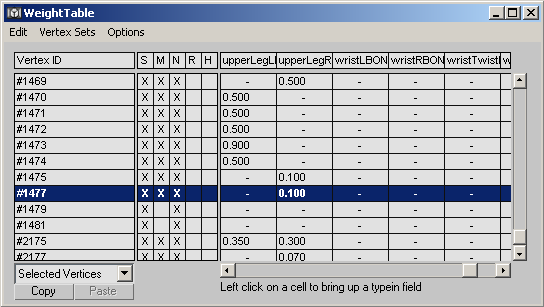 WeightTable
Edit Vertex Sets Options
Vertex ID S M N R H upperLegLI upperLegR wristLBON wristRBON wristTwistl w
#1469 X X X - 0.500 - - -
#1470 X X X 0.500 - - - -
#1471 X X X 0.500 - - - -
#1472 X X X 0.500 - - - -
#1473 X X X 0.900 - - - -
#1474 X X X 0.500 - - - -
#1475 X X X - 0.100 - - -
#1477 X X X - 0.100 - - -
#1479 X X - - - - -
#1481 X X - - - - -
#2175 X X X 0.350 0.300 - - -
#2177 X X X - 0.070 - - -
Selected Vertices
Copy Paste
Left click on a cell to bring up a typein field